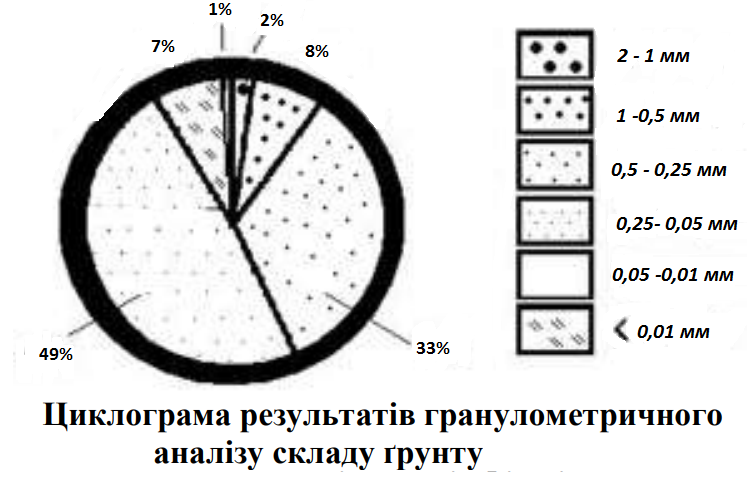 1%
2%
7%
8%
49%
33%
2 - 1 мм
1 -0,5 мм
0,5 - 0,25 мм
0,25- 0,05 мм
0,05 -0,01 мм
< 0,01 мм
Циклограма результатів гранулометричного
аналізу складу ґрунту